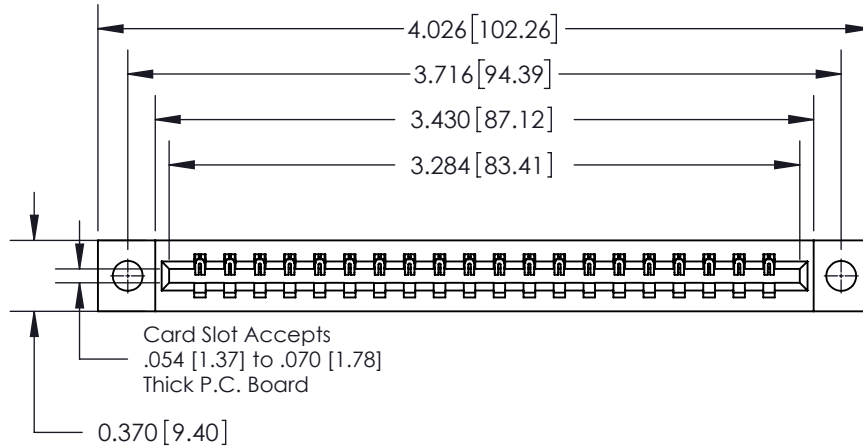 4.026 [102.26]
3.716 [94.39]
3.430 [87.12]
3.284 [83.41]
Card Slot Accepts
.054 [1.37] to .070 [1.78]
Thick P.C. Board
0.370 [9.40]